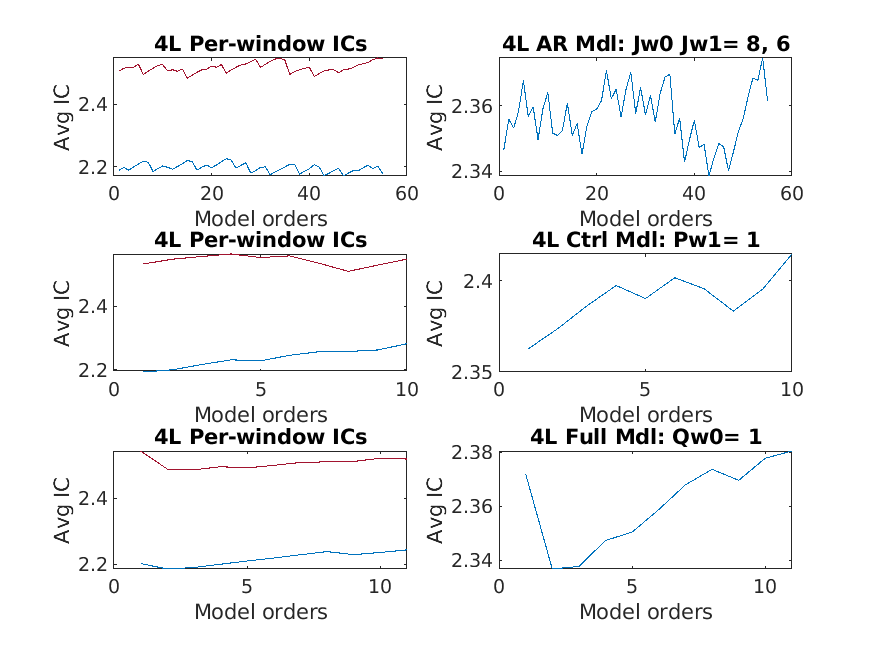 4L Per-window ICs
Avg IC
2.4
2.2
0 20 40 60
Model orders
4L AR Mdl: Jw0 Jw1= 8, 6
Avg IC
2.36
2.34
0 20 40 60
Model orders
4L Per-window ICs
Avg IC
2.4
2.2
0 5 10
Model orders
4L Ctrl Mdl: Pw1= 1
Avg IC
2.4
2.35
0 5 10
Model orders
4L Per-window ICs
Avg IC
2.4
2.2
0 5 10
Model orders
4L Full Mdl: Qw0= 1
Avg IC
2.38
2.36
2.34
0 5 10
Model orders